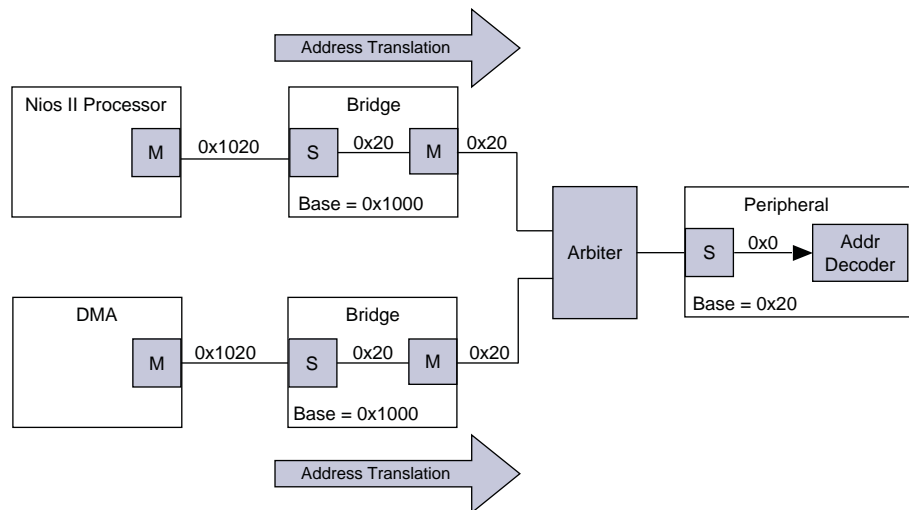 Address Translation
Nios II Processor
M
0x1020
Bridge
S
0x20
M
0x20
Base = 0x1000
Arbiter
Peripheral
S
0x0
Addr
Decoder
Base = 0x20
DMA
M
0x1020
Bridge
S
0x20
M
0x20
Base = 0x1000
Address Translation